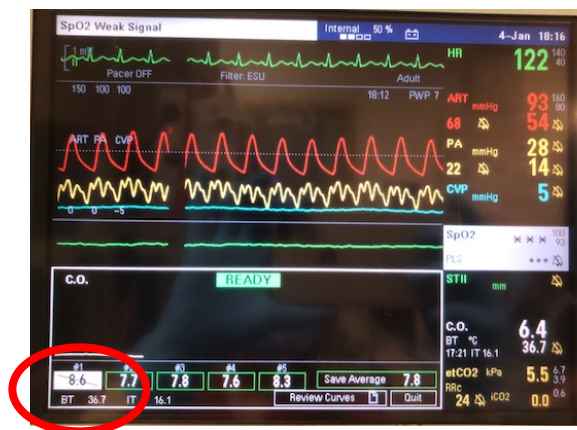 SpO2 Weak Signal
Internal 50 %
4-Jan 18:16
1 mV
Pacer OFF
Filter: ESU
Adult
HR
122
140
40
150 100 100
18:12 PWP 7
ART PA CVP
0 0 -5
ART mmHg 93 160
80
68 54
PA mmHg 28
22 14
CVP mmHg 5
SpO2 ✕✕✕ 100
93
PLS ***
STII mm
C.O.
READY
C.O. 6.4
BT °C 36.7
17:21 IT 16.1
#1 #3 #4 #5
8.6 7.7 7.8 7.6 8.3 Save Average 7.8
BT 36.7 IT 16.1 Review Curves Quit
etCO2 kPa 5.5 6.7
3.9
RRc
24 iCO2 0.0 0.6